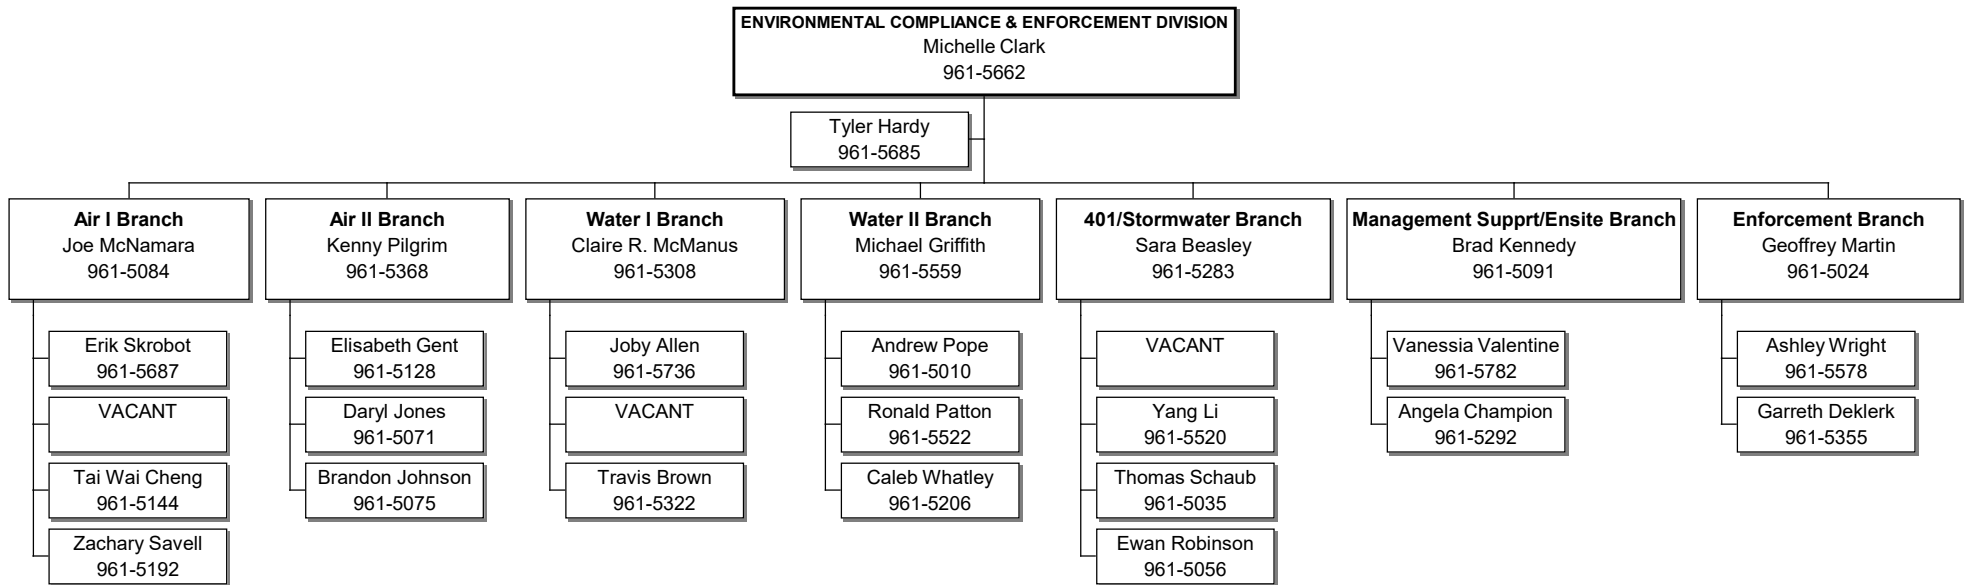 ENVIRONMENTAL COMPLIANCE & ENFORCEMENT DIVISION
Michelle Clark
961-5662
Tyler Hardy
961-5685
Air I Branch
Joe McNamara
961-5084
Erik Skrobot
961-5687
VACANT
Tai Wai Cheng
961-5144
Zachary Savell
961-5192
Air II Branch
Kenny Pilgrim
961-5368
Elisabeth Gent
961-5128
Daryl Jones
961-5071
Brandon Johnson
961-5075
Water I Branch
Claire R. McManus
961-5308
Joby Allen
961-5736
VACANT
Travis Brown
961-5322
Water II Branch
Michael Griffith
961-5559
Andrew Pope
961-5010
Ronald Patton
961-5522
Caleb Whatley
961-5206
401/Stormwater Branch
Sara Beasley
961-5283
VACANT
Yang Li
961-5520
Thomas Schaub
961-5035
Ewan Robinson
961-5056
Management Supprt/Ensite Branch
Brad Kennedy
961-5091
Vanessia Valentine
961-5782
Angela Champion
961-5292
Enforcement Branch
Geoffrey Martin
961-5024
Ashley Wright
961-5578
Garreth Deklerk
961-5355